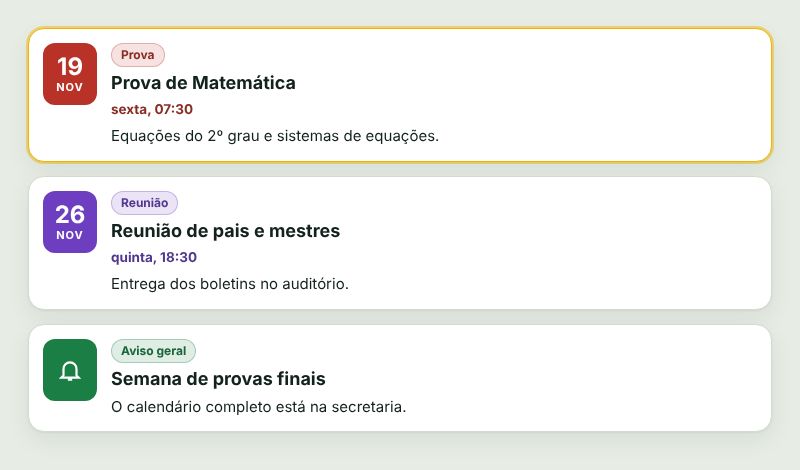 19
NOV
Prova
Prova de Matemática
sexta, 07:30
Equações do 2º grau e sistemas de equações.
26
NOV
Reunião
Reunião de pais e mestres
quinta, 18:30
Entrega dos boletins no auditório.
Aviso geral
Semana de provas finais
O calendário completo está na secretaria.